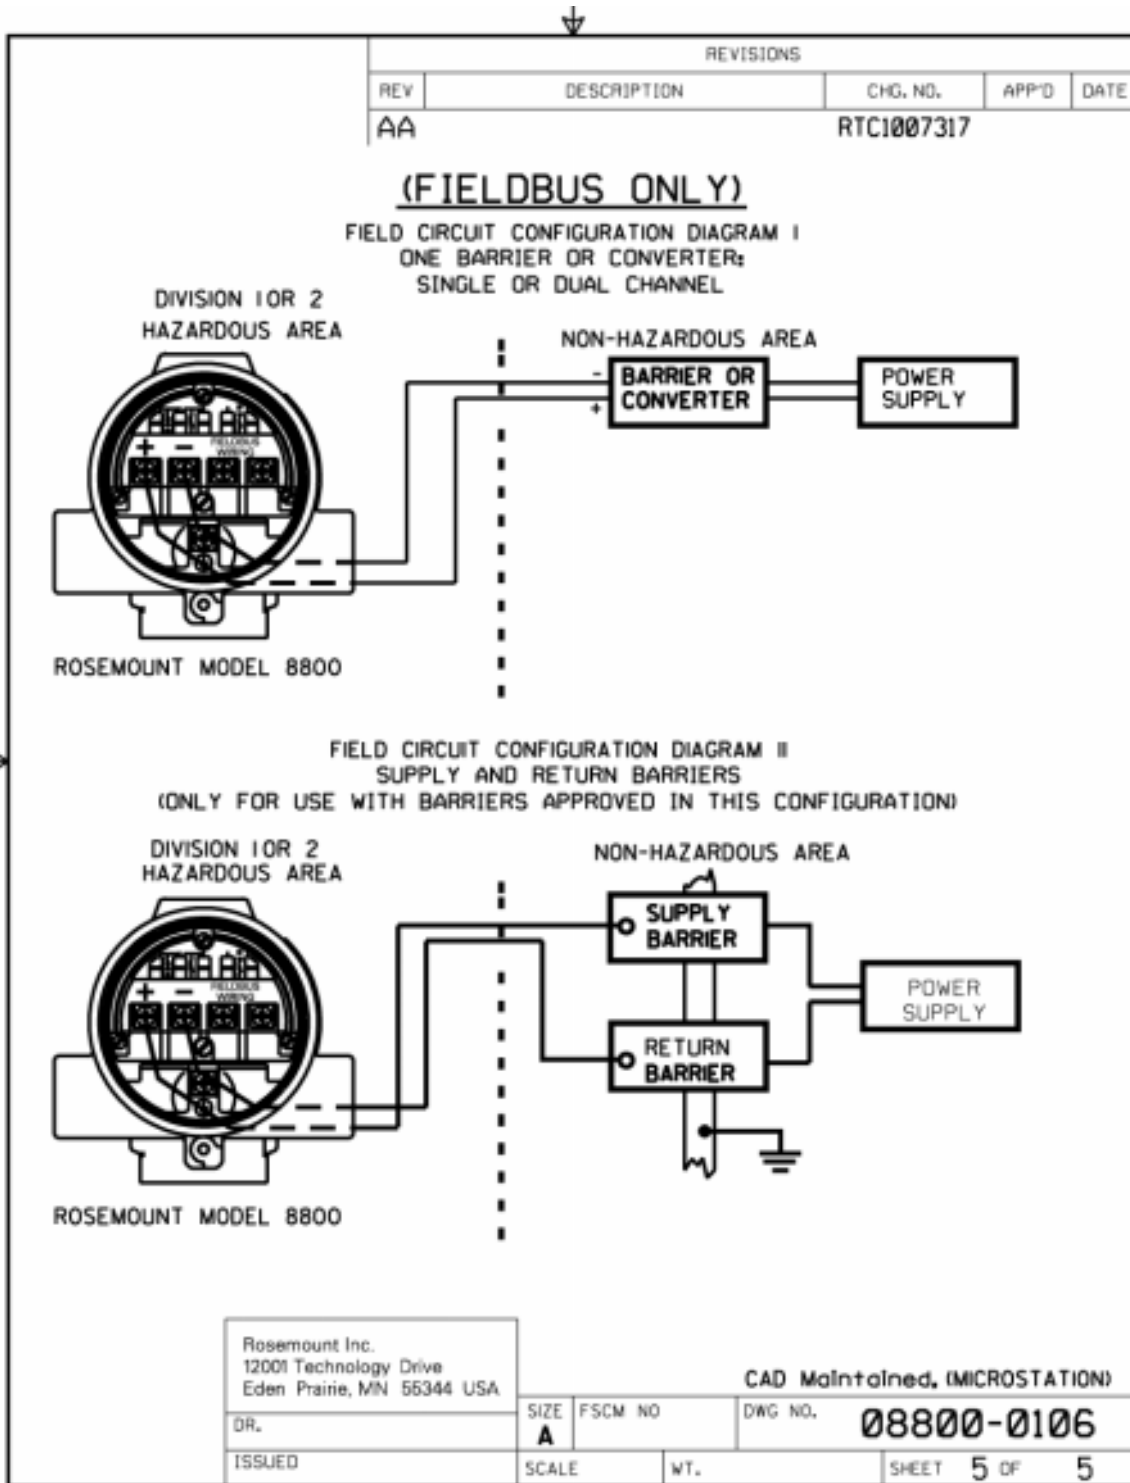 REVISIONS
REV DESCRIPTION CHG. NO. APP'D DATE
AA RTC1007317
(FIELDBUS ONLY)
FIELD CIRCUIT CONFIGURATION DIAGRAM I
ONE BARRIER OR CONVERTER:
SINGLE OR DUAL CHANNEL
DIVISION 1 OR 2
HAZARDOUS AREA
NON-HAZARDOUS AREA
- BARRIER OR
+ CONVERTER
POWER
SUPPLY
+ - FIELDBUS
WIRING
ROSEMOUNT MODEL 8800
FIELD CIRCUIT CONFIGURATION DIAGRAM II
SUPPLY AND RETURN BARRIERS
(ONLY FOR USE WITH BARRIERS APPROVED IN THIS CONFIGURATION)
DIVISION 1 OR 2
HAZARDOUS AREA
NON-HAZARDOUS AREA
SUPPLY
BARRIER
POWER
SUPPLY
+ - FIELDBUS
WIRING
RETURN
BARRIER
ROSEMOUNT MODEL 8800
Rosemount Inc.
12001 Technology Drive
Eden Prairie, MN 55344 USA
CAD Maintained, (MICROSTATION)
DR.
SIZE A
FSCM NO
DWG NO. 08800-0106
ISSUED
SCALE
WT.
SHEET 5 OF 5